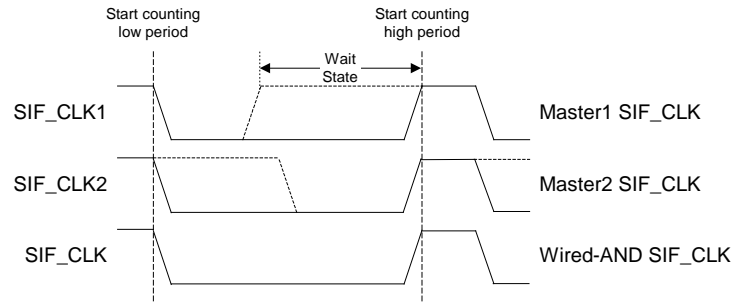 Start counting
low period
Start counting
high period
Wait
State
SIF_CLK1
Master1 SIF_CLK
SIF_CLK2
Master2 SIF_CLK
SIF_CLK
Wired-AND SIF_CLK